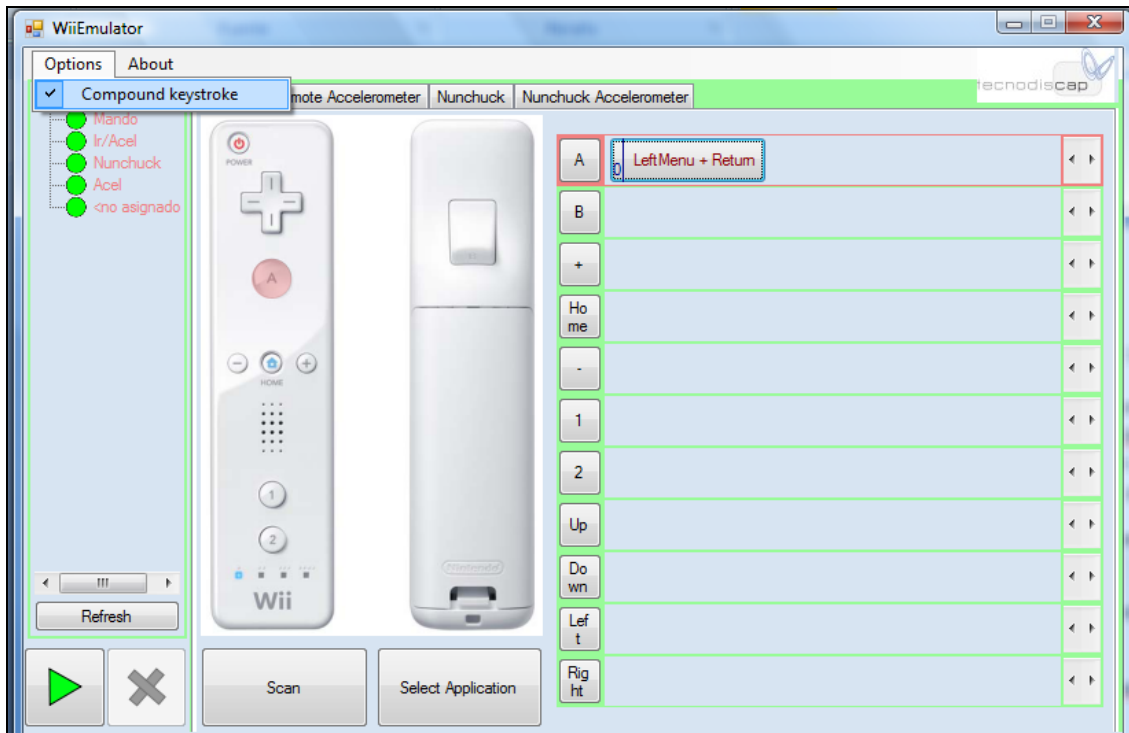 WiiEmulator
Options About
Compound keystroke
mote Accelerometer Nunchuck Nunchuck Accelerometer
tecnodiscap
Mando
Ir/Acel
Nunchuck
Acel
<no asignado
POWER
A
HOME
1
2
Wii
Nintendo
A
0 LeftMenu + Return
B
+
Ho
me
-
1
2
Up
Do
wn
Lef
t
Rig
ht
Refresh
Scan
Select Application